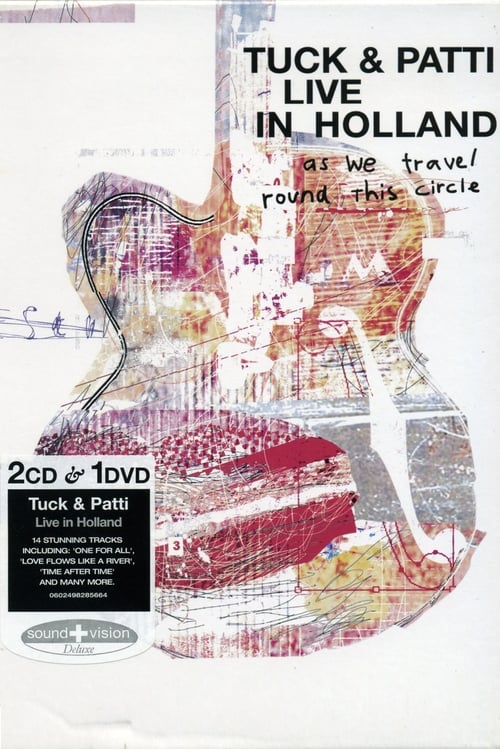 TUCK & PATTI
LIVE
IN HOLLAND
as we travel
round this circle
2CD & 1DVD
Tuck & Patti
Live in Holland
14 STUNNING TRACKS
INCLUDING: 'ONE FOR ALL',
'LOVE FLOWS LIKE A RIVER',
'TIME AFTER TIME'
AND MANY MORE.
0602498285664
sound+vision
Deluxe
3